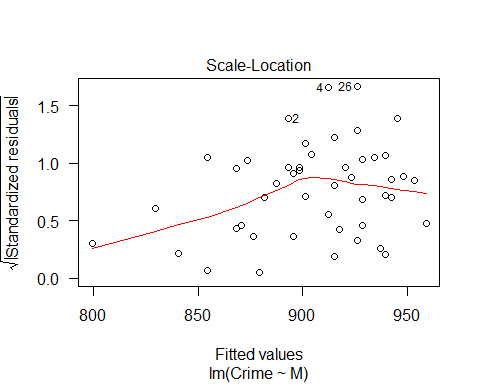 Scale-Location
√|Standardized residuals|
1.5
1.0
0.5
0.0
4
26
2
800
850
900
950
Fitted values
lm(Crime ~ M)